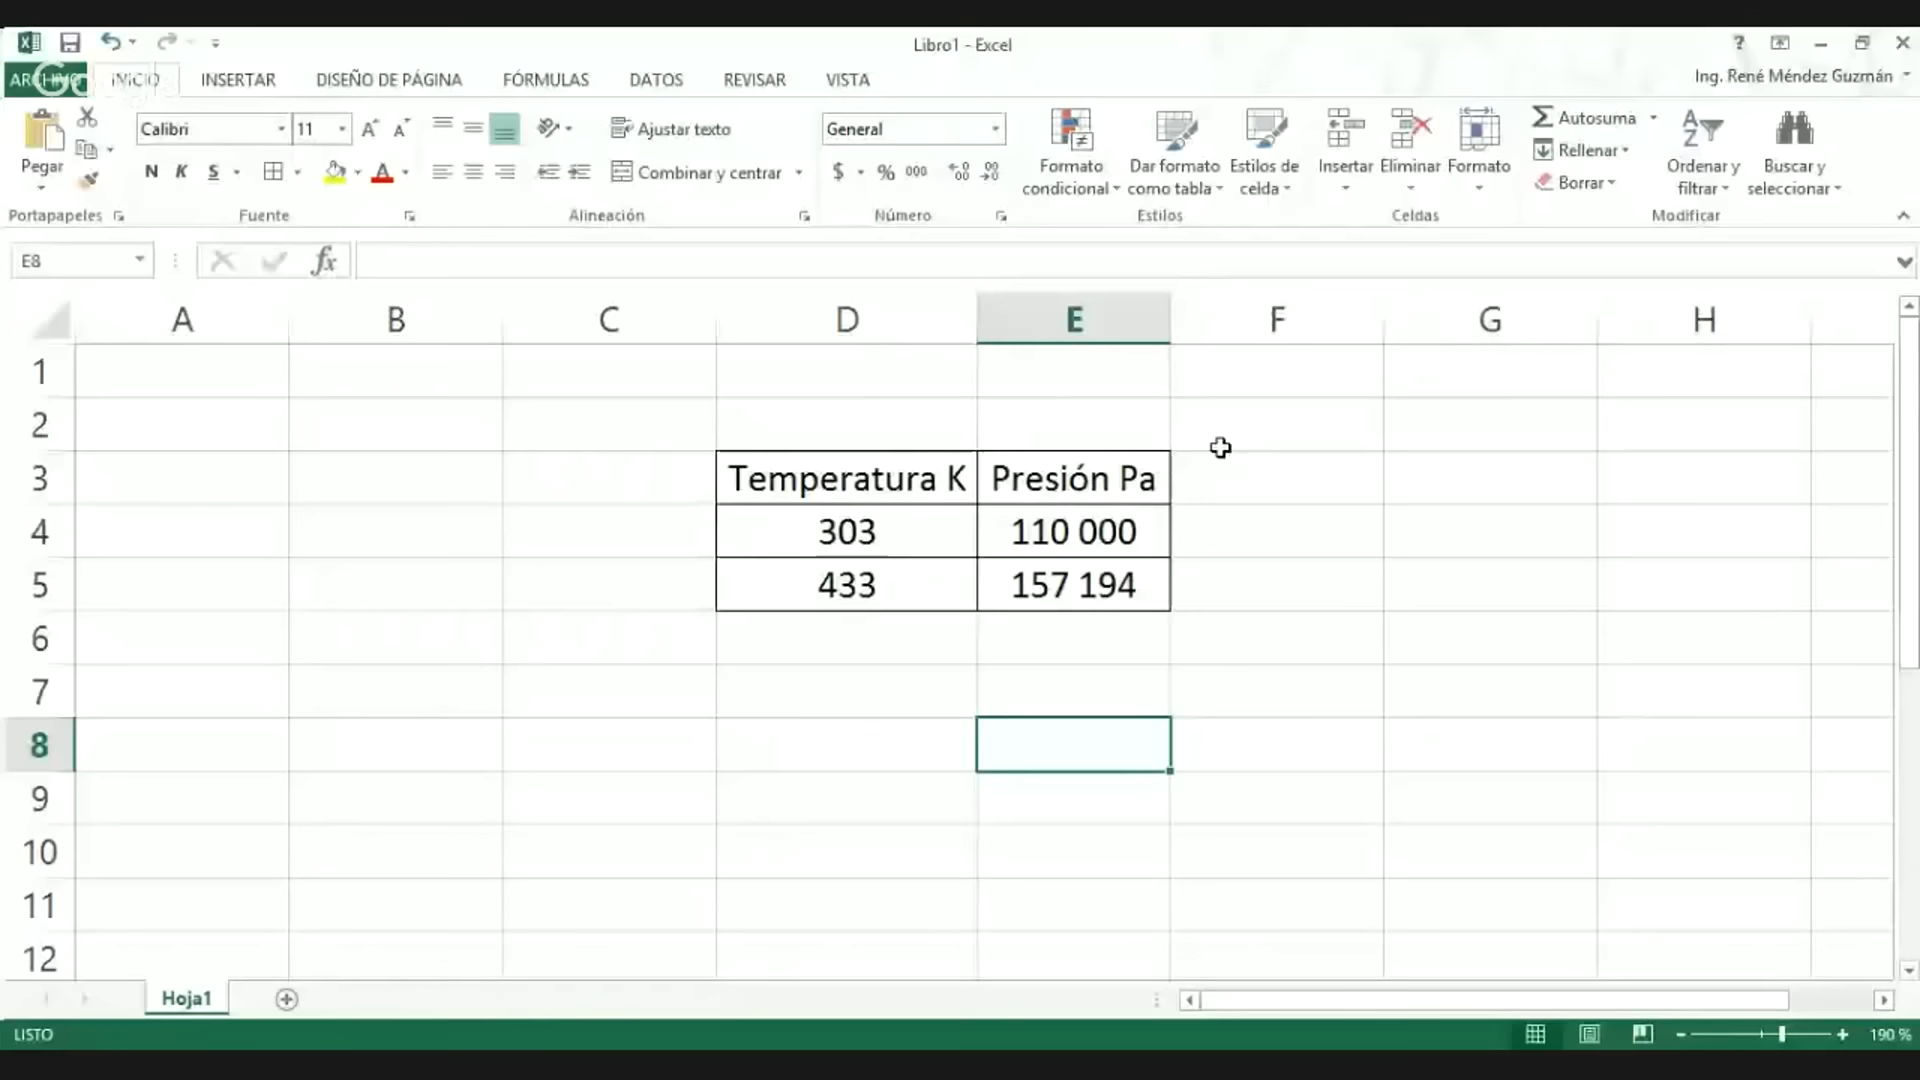 Libro1 - Excel
?
Ing. René Méndez Guzmán
ARCHIVO INICIO INSERTAR DISEÑO DE PÁGINA FÓRMULAS DATOS REVISAR VISTA
Google
Pegar
Portapapeles
Calibri 11
N K S
Fuente
Ajustar texto
Combinar y centrar
Alineación
General
$ % 000
Número
Formato condicional
Dar formato como tabla
Estilos de celda
Estilos
Insertar Eliminar Formato
Celdas
Autosuma
Rellenar
Borrar
Ordenar y filtrar
Buscar y seleccionar
Modificar
E8
fx
A B C D E F G H
1
2
3 Temperatura K Presión Pa
4 303 110 000
5 433 157 194
6
7
8
9
10
11
12
Hoja1
LISTO
190 %